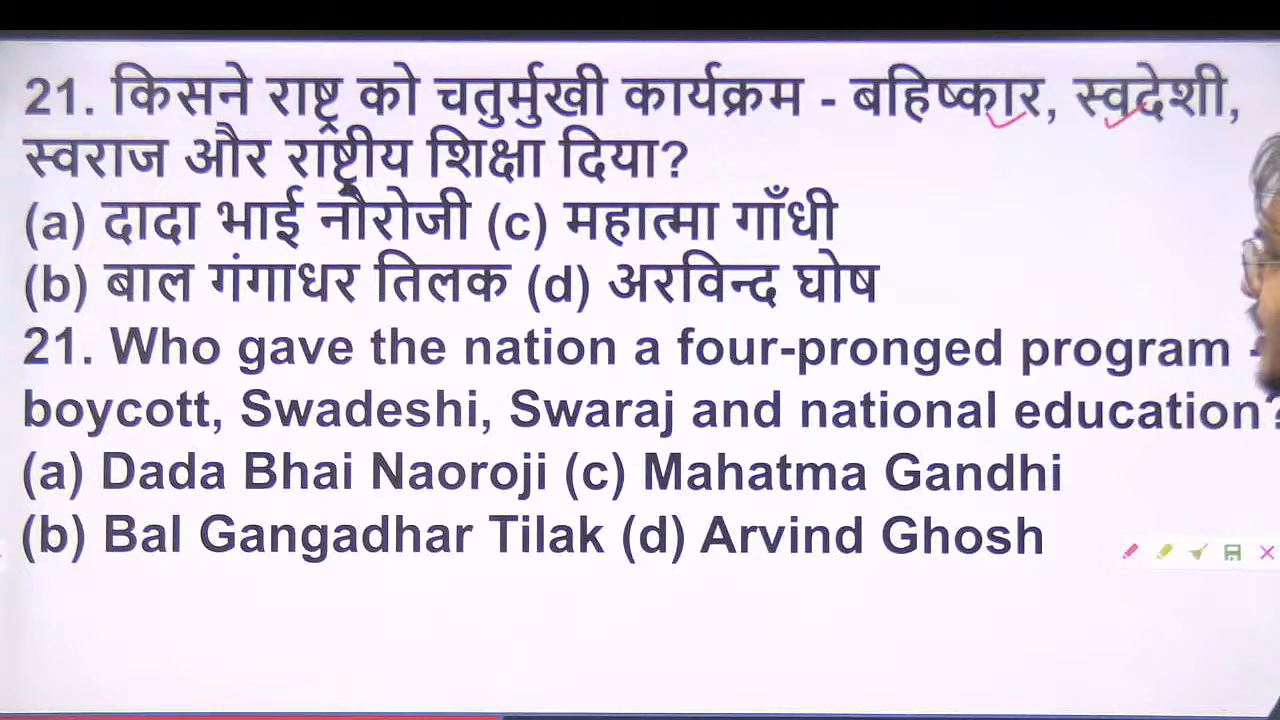 21. किसने राष्ट्र को चतुर्मुखी कार्यक्रम - बहिष्कार, स्वदेशी,
स्वराज और राष्ट्रीय शिक्षा दिया?
(a) दादा भाई नौरोजी (c) महात्मा गाँधी
(b) बाल गंगाधर तिलक (d) अरविन्द घोष
21. Who gave the nation a four-pronged program -
boycott, Swadeshi, Swaraj and national education?
(a) Dada Bhai Naoroji (c) Mahatma Gandhi
(b) Bal Gangadhar Tilak (d) Arvind Ghosh